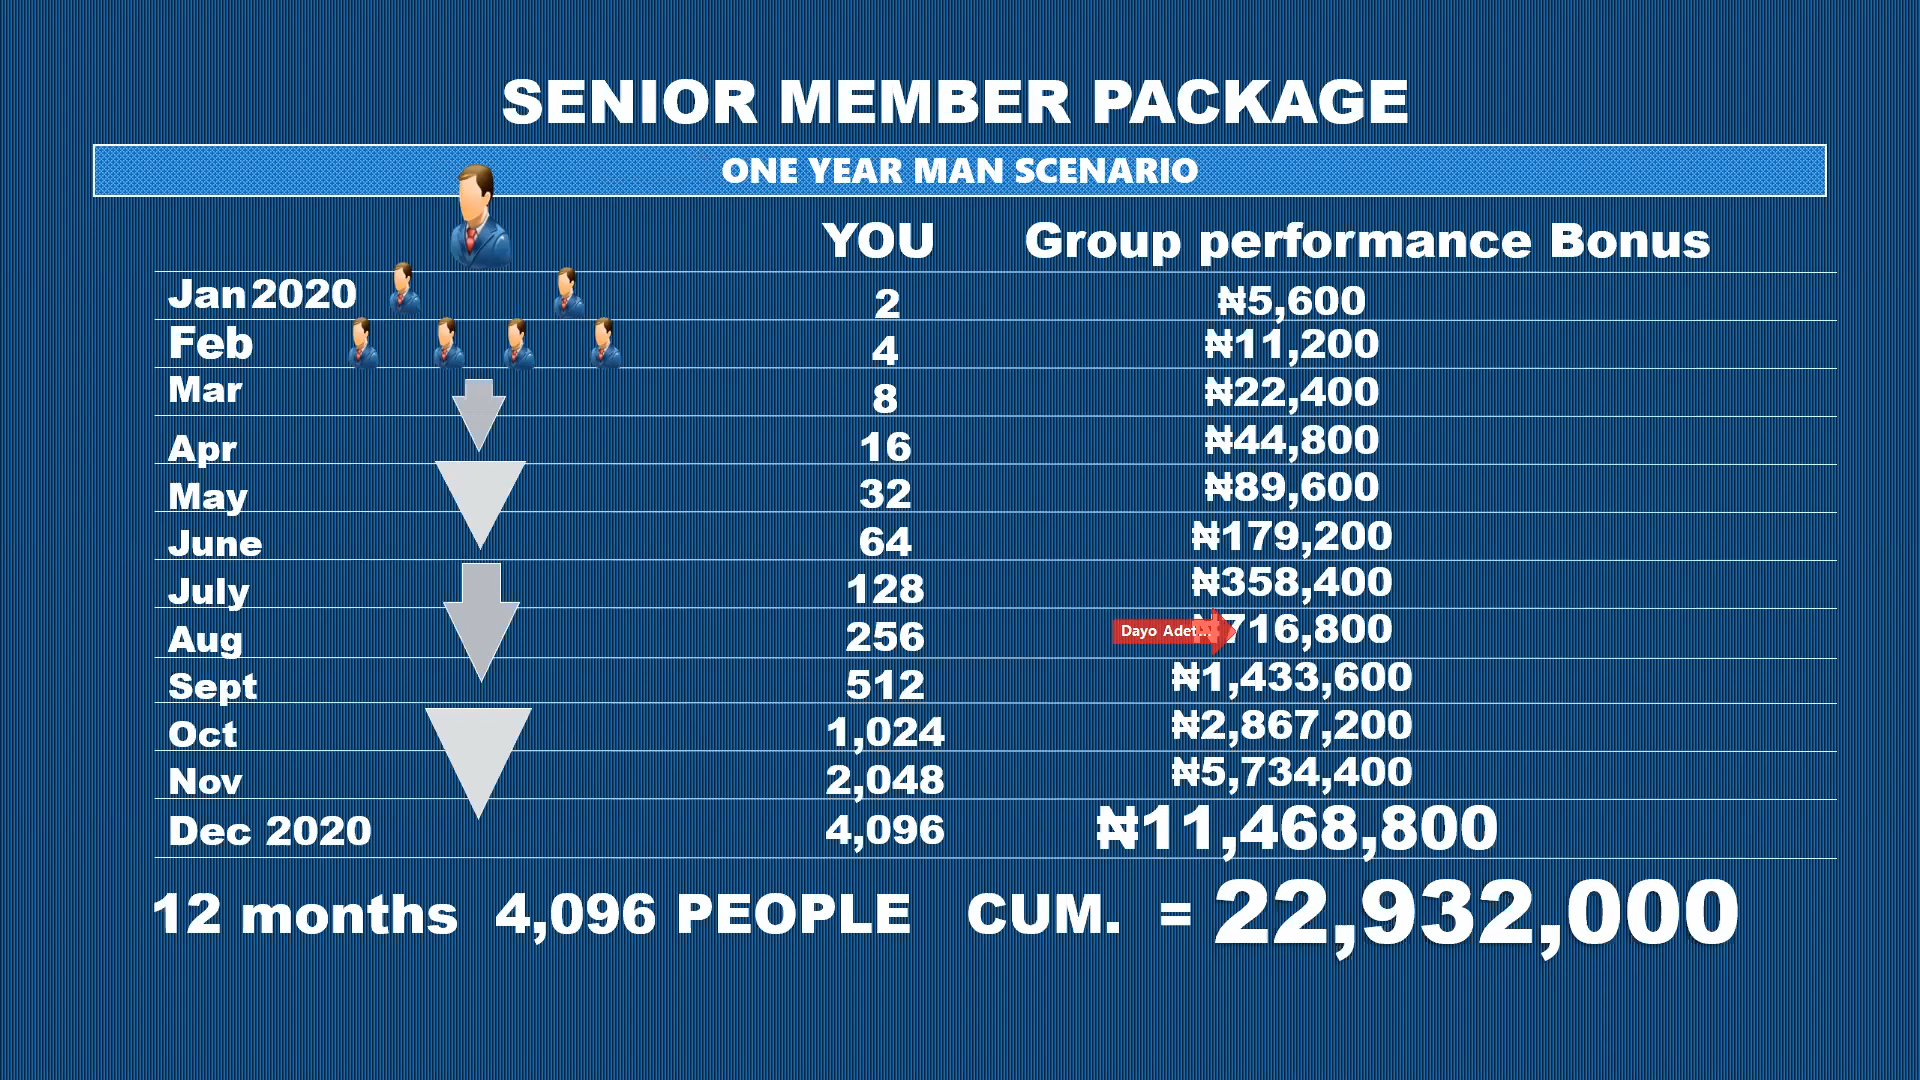 SENIOR MEMBER PACKAGE
ONE YEAR MAN SCENARIO
YOU Group performance Bonus
Jan 2020 2 ₦5,600
Feb 4 ₦11,200
Mar 8 ₦22,400
Apr 16 ₦44,800
May 32 ₦89,600
June 64 ₦179,200
July 128 ₦358,400
Aug 256 Dayo Adet... ₦716,800
Sept 512 ₦1,433,600
Oct 1,024 ₦2,867,200
Nov 2,048 ₦5,734,400
Dec 2020 4,096 ₦11,468,800
12 months 4,096 PEOPLE CUM. = 22,932,000